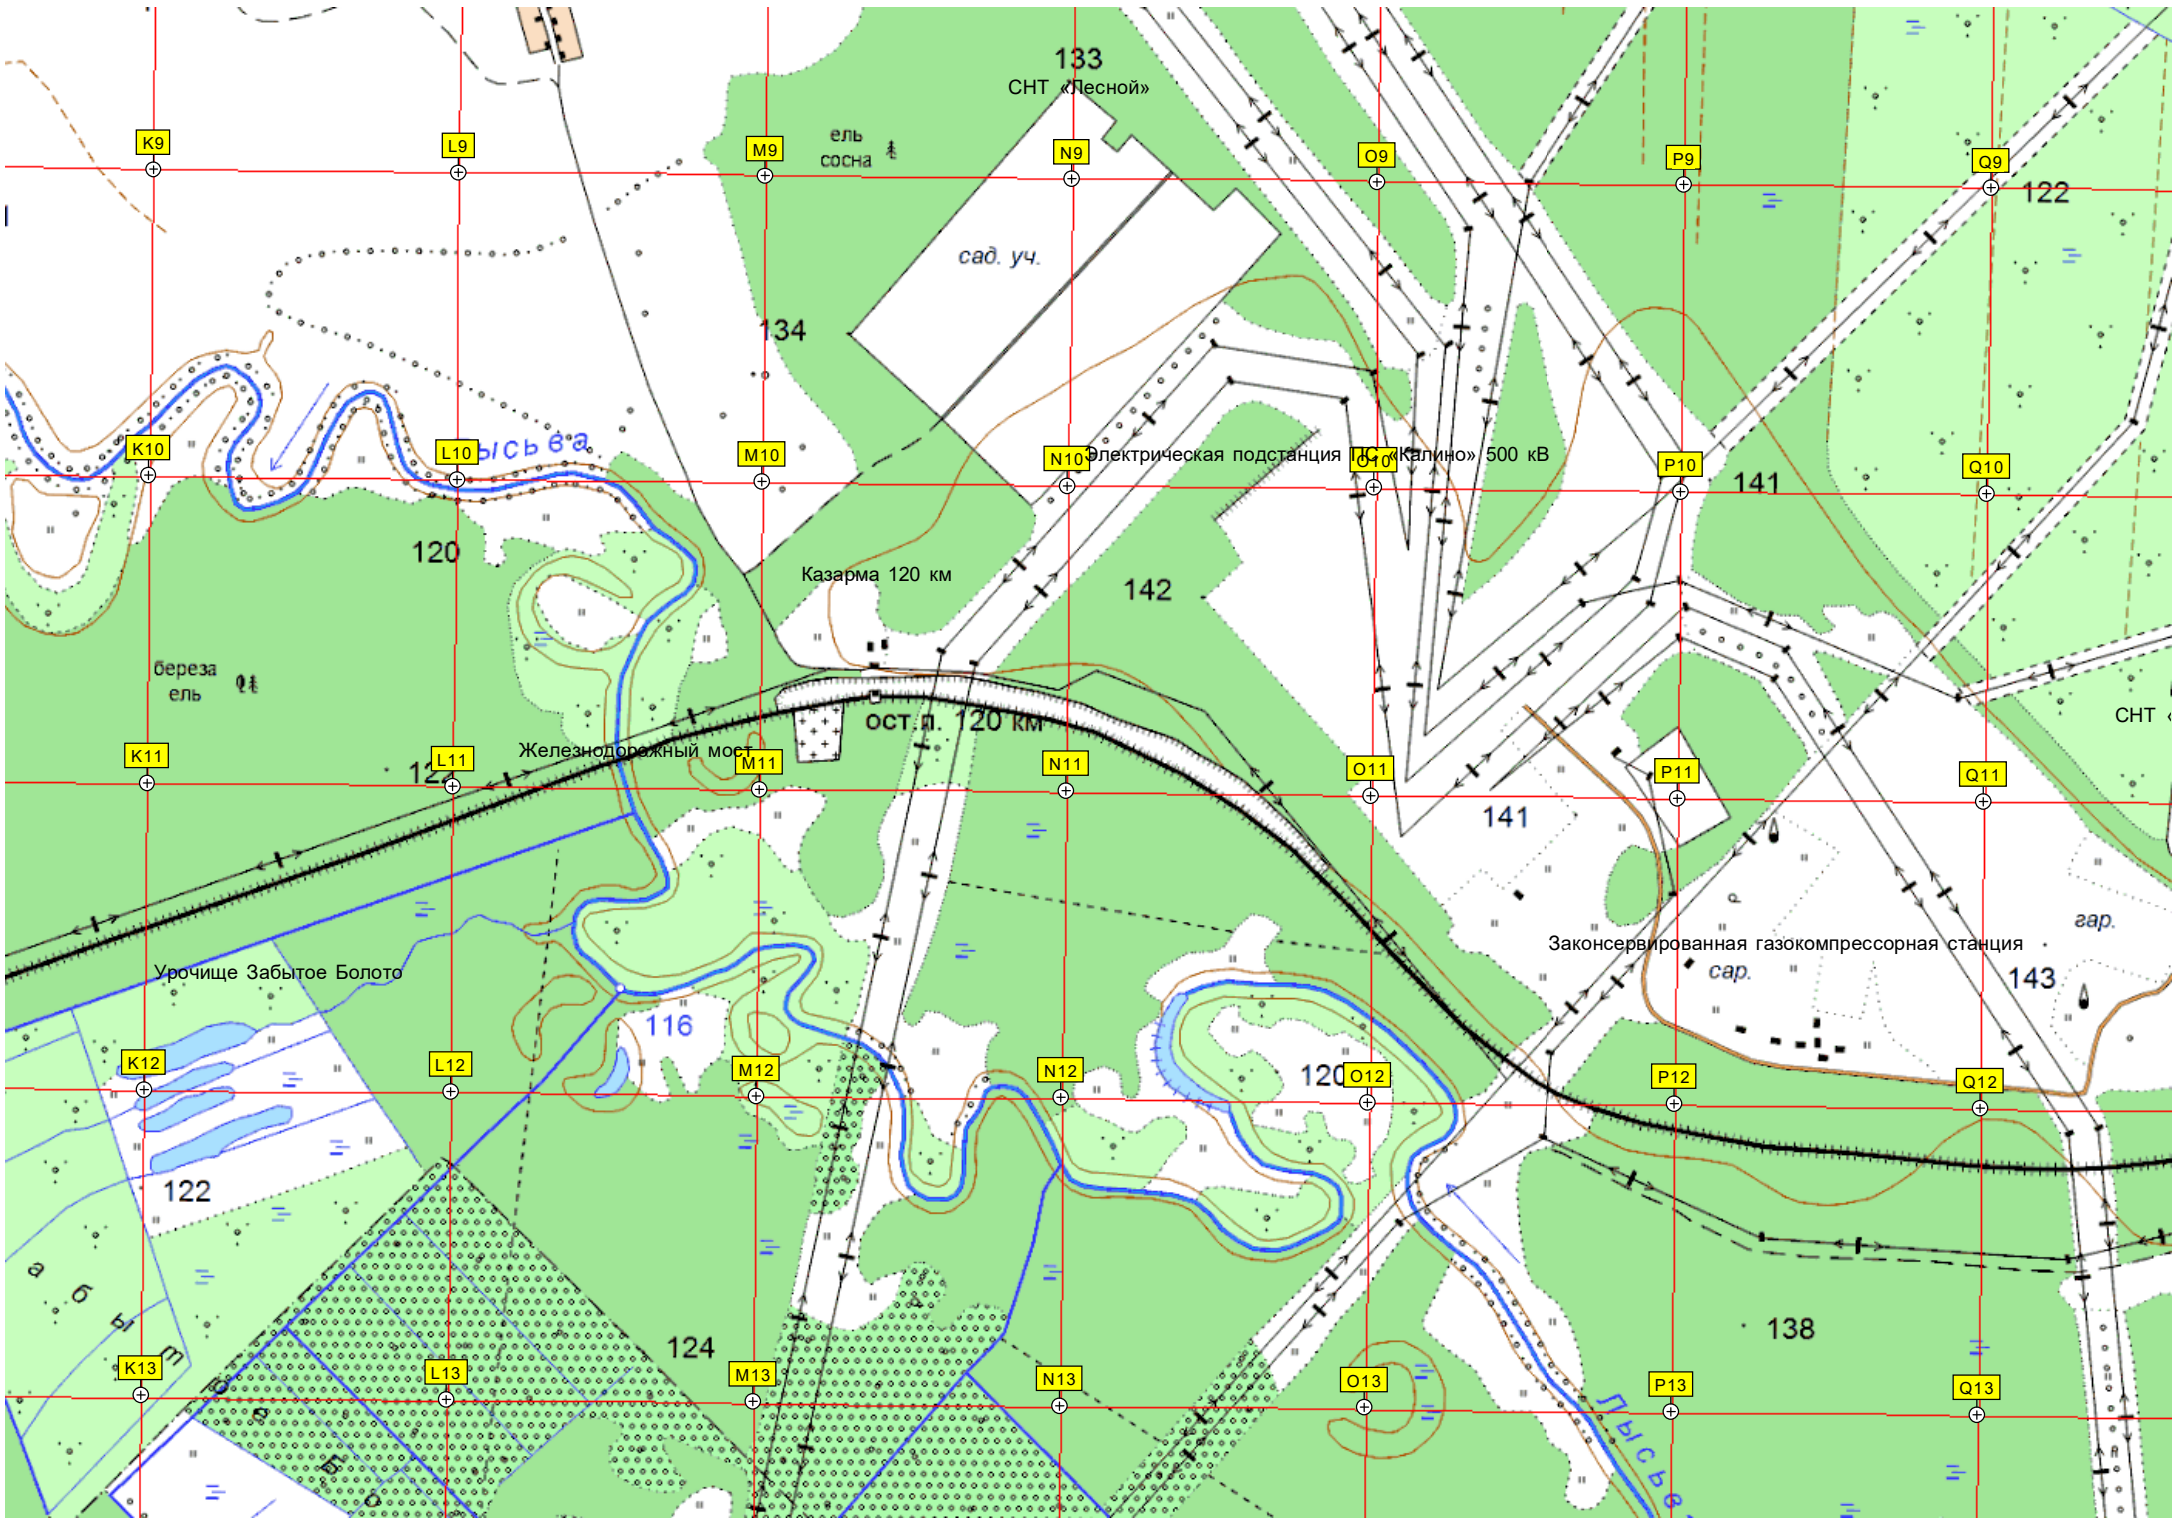 133
СНТ «Лесной»
ель
сосна
K9
L9
M9
N9
O9
P9
Q9
122
сад. уч.
134
ысьва
K10
L10
M10
N10
Электрическая подстанция ПС «Калино» 500 кВ
O10
P10
Q10
141
120
Казарма 120 км
142
береза
ель
ост.п. 120 км
СНТ «
Железнодорожный мост
K11
L11
M11
N11
O11
P11
Q11
122
141
гар.
Законсервированная газокомпрессорная станция
сар.
Урочище Забытое Болото
143
116
K12
L12
M12
N12
120
O12
P12
Q12
122
а б ы т
138
124
K13
L13
M13
N13
O13
P13
Q13
Лысьв